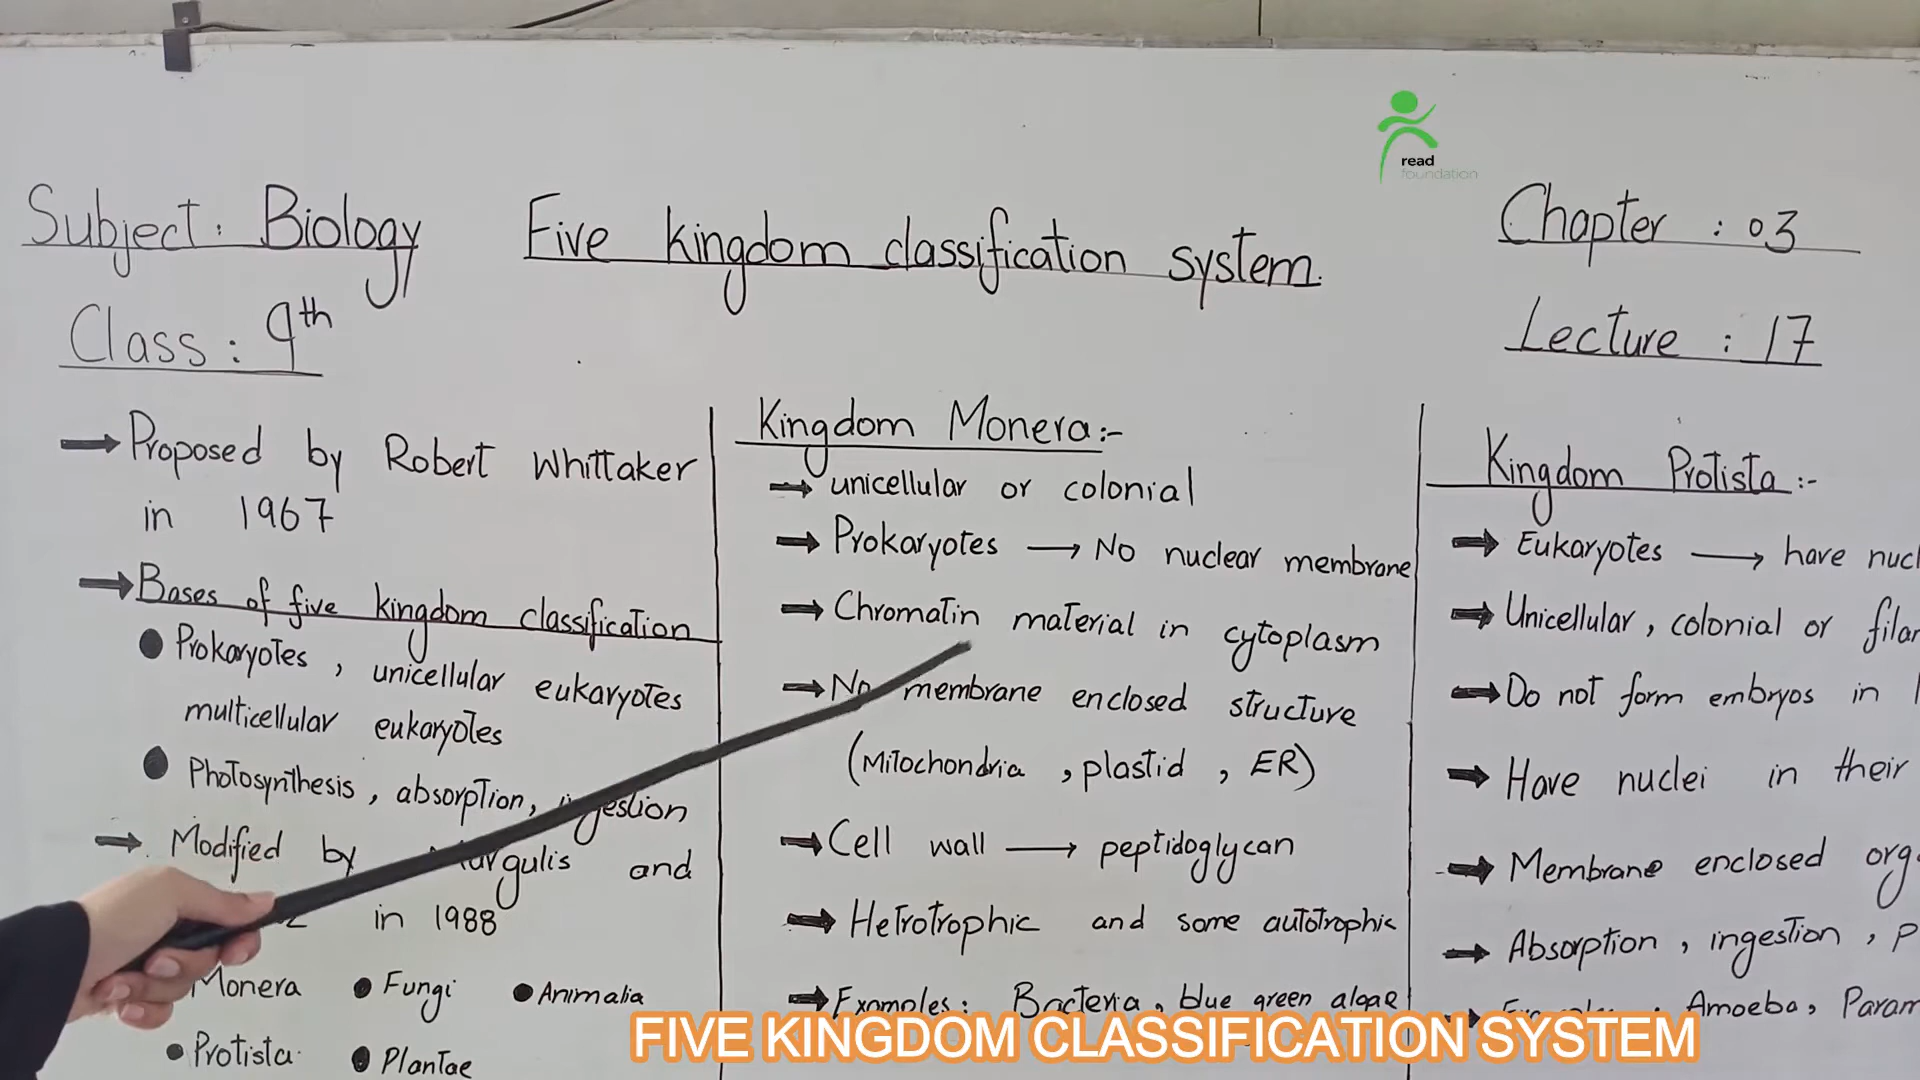 read
foundation
Subject: Biology
Five kingdom classification system.
Chapter : 03
Class: 9th
Lecture : 17
Proposed by Robert Whittaker
in 1967
Bases of five kingdom classification
Prokaryotes, unicellular eukaryotes
multicellular eukaryotes
Photosynthesis, absorption, ingestion
Modified by Margulis and
in 1988
Monera
Fungi
Animalia
Protista
Plantae
Kingdom Monera:-
unicellular or colonial
Prokaryotes → No nuclear membrane
Chromatin material in cytoplasm
No membrane enclosed structure
(Mitochondria, plastid, ER)
Cell wall → peptidoglycan
Hetrotrophic and some autotrophic
Examples: Bacteria, blue green algae
Kingdom Protista:-
Eukaryotes → have nucl
Unicellular, colonial or filar
Do not form embryos in
Have nuclei in their
Membrane enclosed org
Absorption, ingestion, P
Amoeba, Param
FIVE KINGDOM CLASSIFICATION SYSTEM